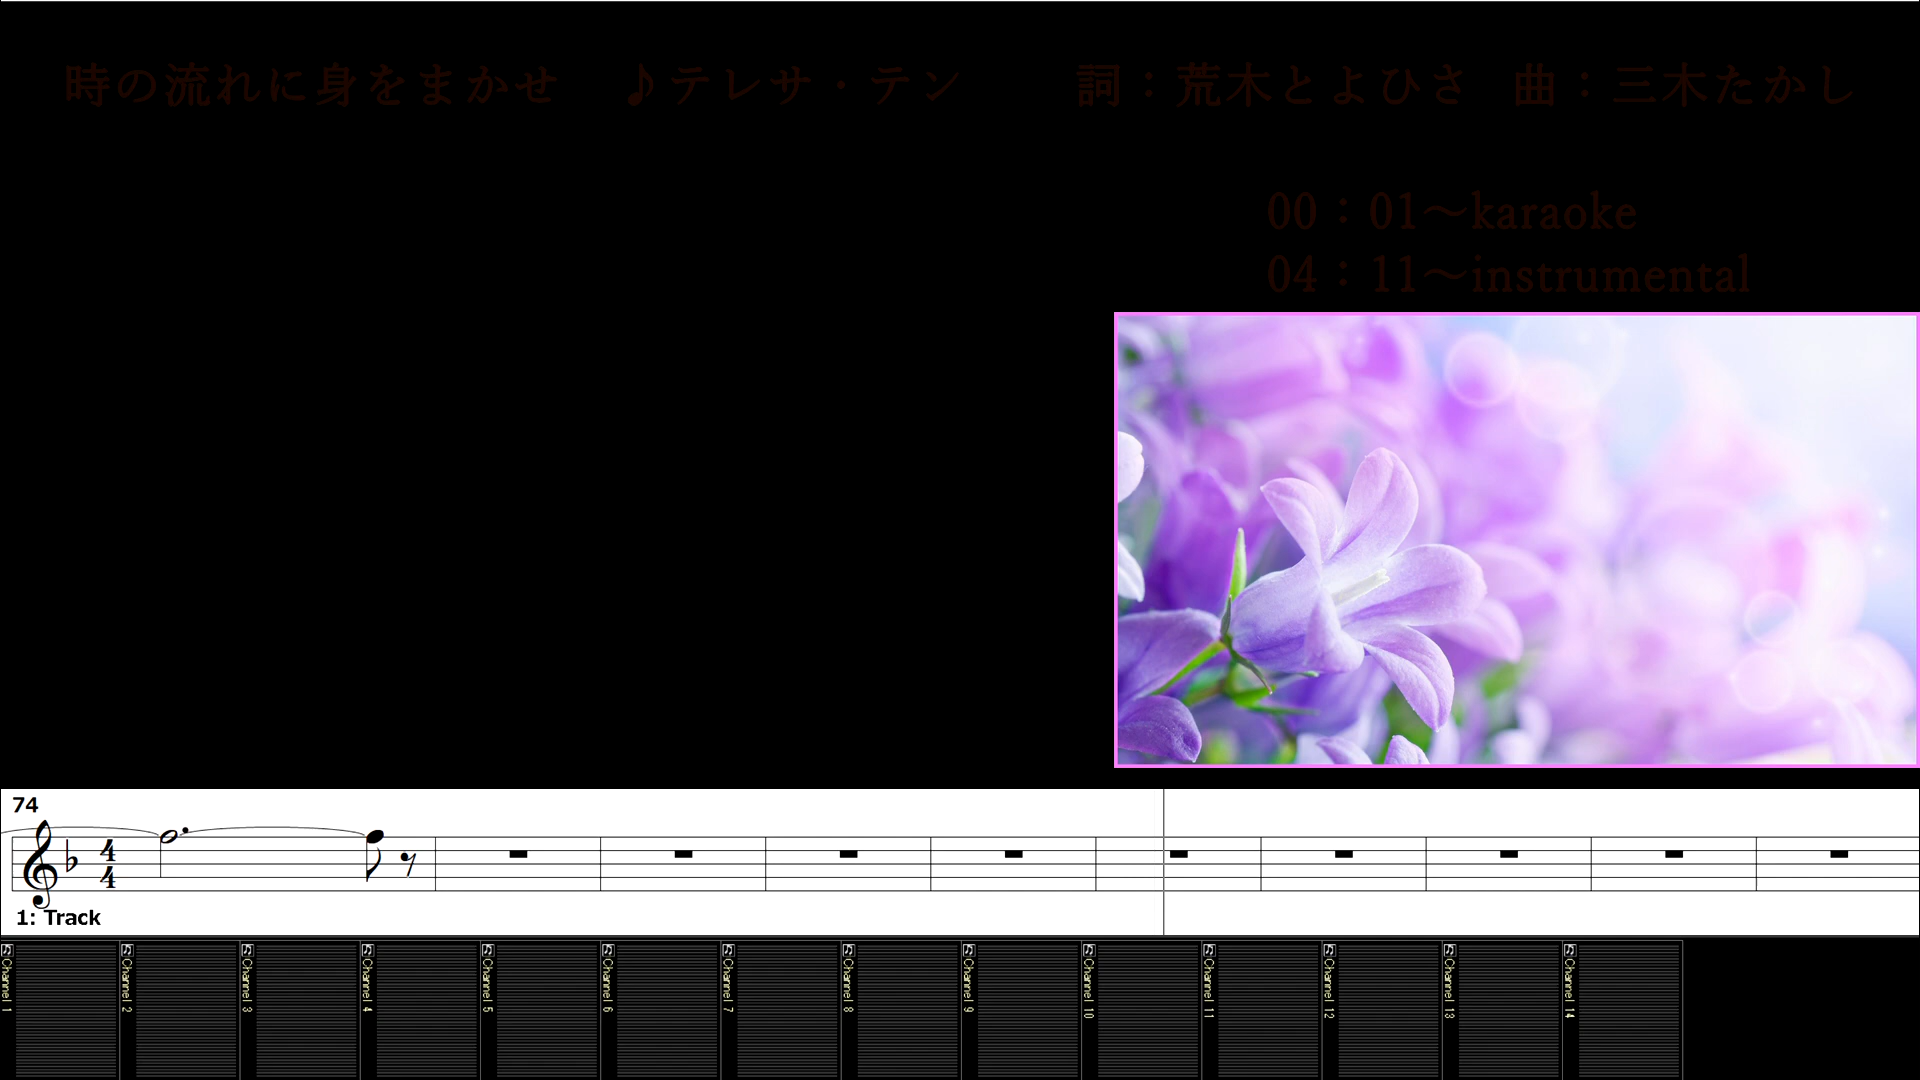 時の流れに身をまかせ　♪テレサ・テン　　詞：荒木とよひさ　曲：三木たかし
00：01～karaoke
04：11～instrumental
74
4
4
1: Track
Channel 1
Channel 2
Channel 3
Channel 4
Channel 5
Channel 6
Channel 7
Channel 8
Channel 9
Channel 10
Channel 11
Channel 12
Channel 13
Channel 14